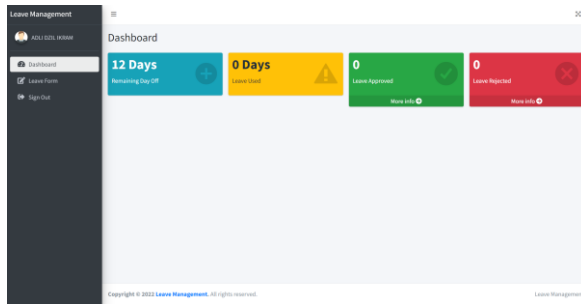 Leave Management
ADLI DZIL IKRAM
Dashboard
Leave Form
Sign Out
Dashboard
12 Days
Remaining Day Off
0 Days
Leave Used
0
Leave Approved
More info
0
Leave Rejected
More info
Copyright © 2022 Leave Management. All rights reserved.
Leave Management